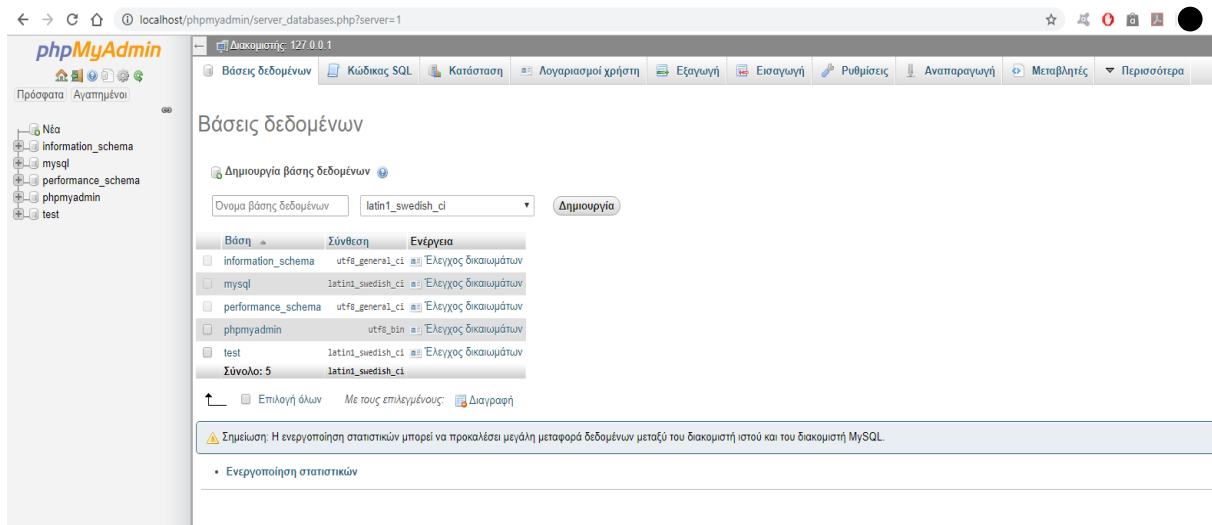 localhost/phpmyadmin/server_databases.php?server=1
phpMyAdmin
Πρόσφατα Αγαπημένοι
Νέα
information_schema
mysql
performance_schema
phpmyadmin
test
Διακομιστής: 127.0.0.1
Βάσεις δεδομένων Κώδικας SQL Κατάσταση Λογαριασμοί χρήστη Εξαγωγή Εισαγωγή Ρυθμίσεις Αναπαραγωγή Μεταβλητές Περισσότερα
Βάσεις δεδομένων
Δημιουργία βάσης δεδομένων
Όνομα βάσης δεδομένων latin1_swedish_ci Δημιουργία
Βάση Σύνθεση Ενέργεια
information_schema utf8_general_ci Έλεγχος δικαιωμάτων
mysql latin1_swedish_ci Έλεγχος δικαιωμάτων
performance_schema utf8_general_ci Έλεγχος δικαιωμάτων
phpmyadmin utf8_bin Έλεγχος δικαιωμάτων
test latin1_swedish_ci Έλεγχος δικαιωμάτων
Σύνολο: 5 latin1_swedish_ci
Επιλογή όλων Με τους επιλεγμένους: Διαγραφή
Σημείωση: Η ενεργοποίηση στατιστικών μπορεί να προκαλέσει μεγάλη μεταφορά δεδομένων μεταξύ του διακομιστή ιστού και του διακομιστή MySQL.
Ενεργοποίηση στατιστικών